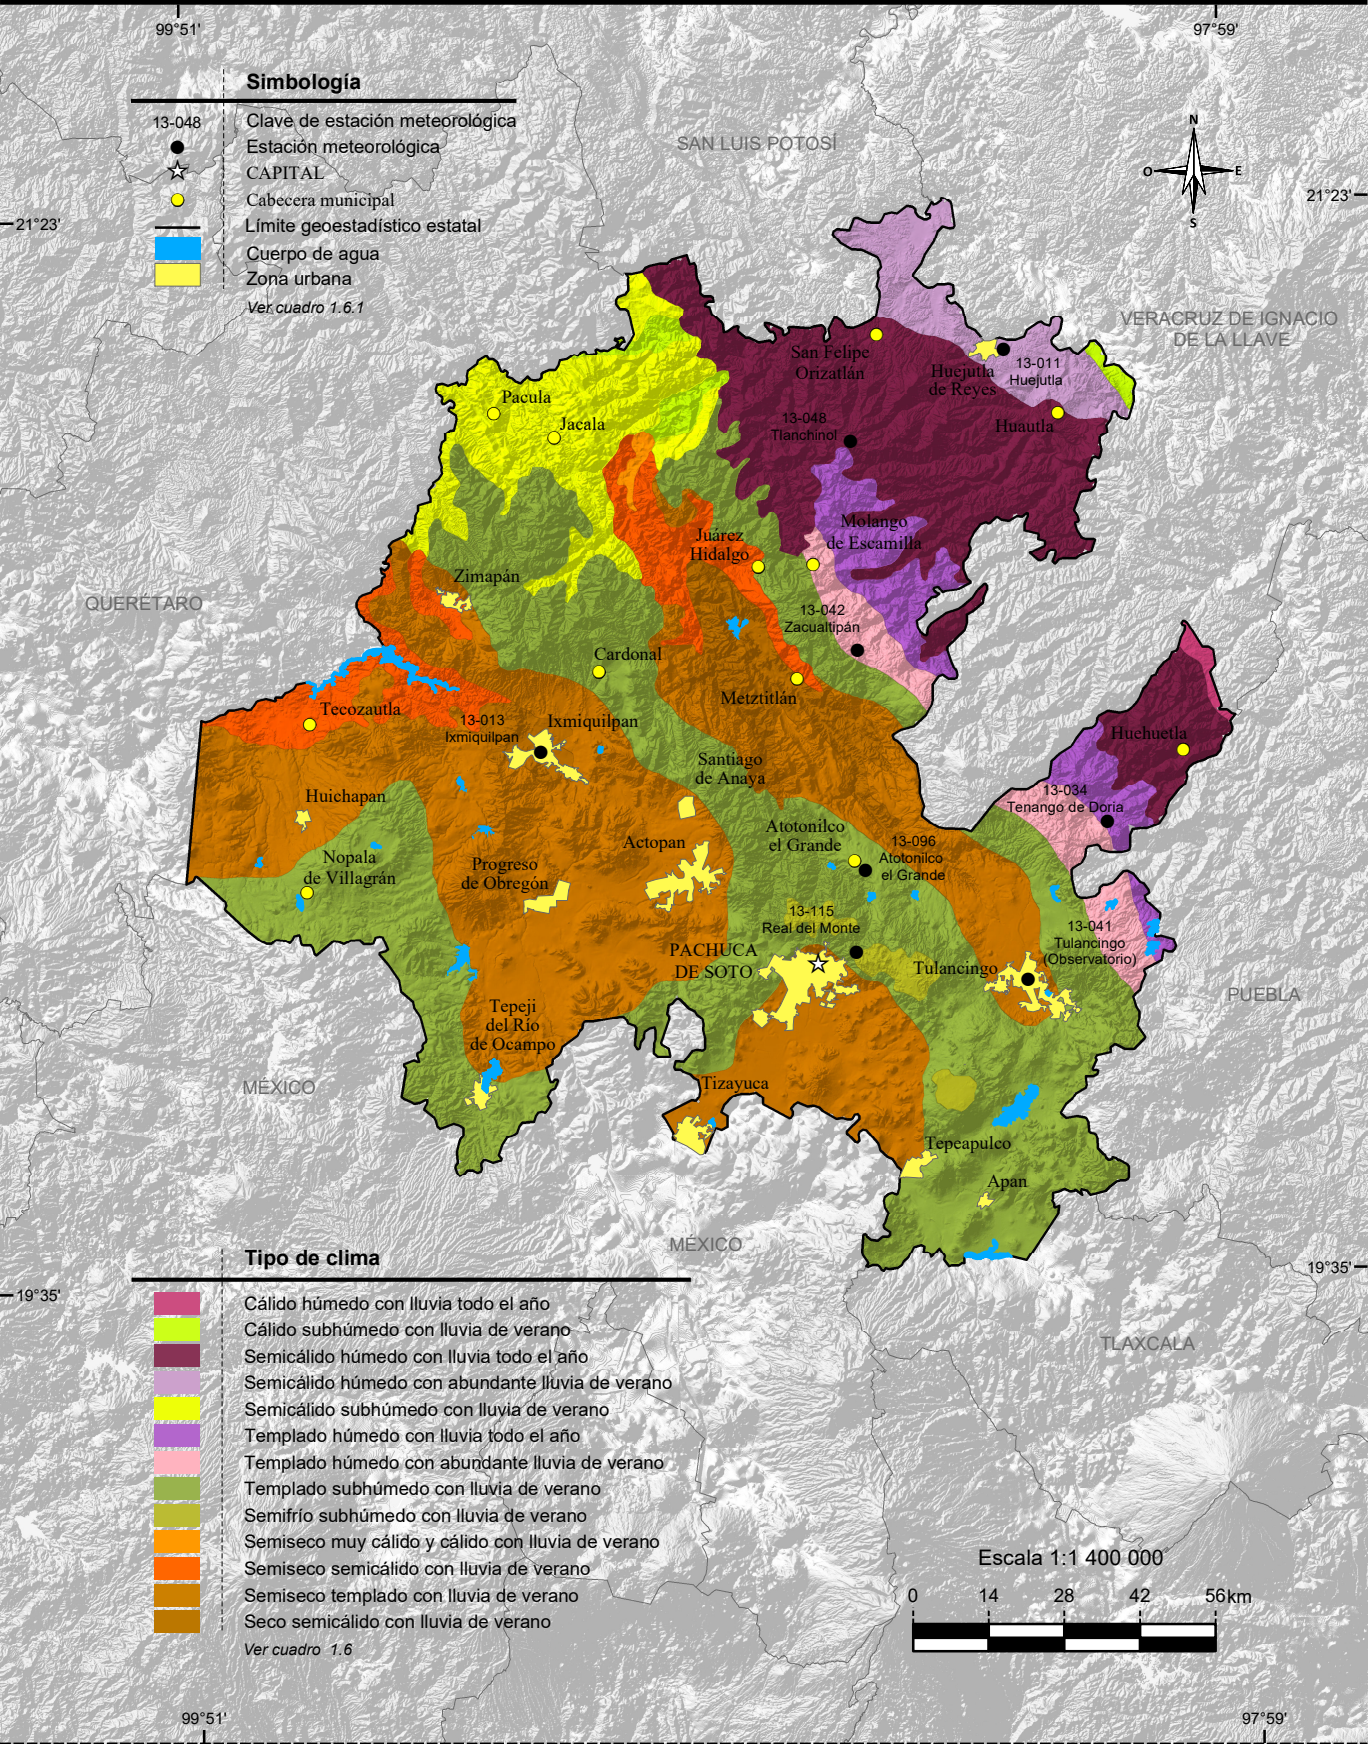 99°51'
97°59'
Simbología
13-048 Clave de estación meteorológica
Estación meteorológica
CAPITAL
Cabecera municipal
Límite geoestadístico estatal
Cuerpo de agua
Zona urbana
Ver cuadro 1.6.1
SAN LUIS POTOSÍ
N
O
E
S
21°23'
21°23'
VERACRUZ DE IGNACIO
DE LA LLAVE
San Felipe
Orizatlán
Huejutla
de Reyes
13-011
Huejutla
Pacula
Jacala
13-048
Tlanchinol
Huautla
Molango
de Escamilla
Juárez
Hidalgo
Zimapán
QUERÉTARO
13-042
Zacualtipán
Cardonal
Metztitlán
Tecozautla
13-013
Ixmiquilpan
Ixmiquilpan
Huehuetla
Santiago
de Anaya
13-034
Tenango de Doria
Huichapan
Atotonilco
el Grande
13-096
Atotonilco
el Grande
Actopan
Nopala
de Villagrán
Progreso
de Obregón
13-115
Real del Monte
13-041
Tulancingo
(Observatorio)
PACHUCA
DE SOTO
Tulancingo
PUEBLA
Tepeji
del Río
de Ocampo
MÉXICO
Tizayuca
Tepeapulco
Apan
MÉXICO
19°35'
19°35'
TLAXCALA
Tipo de clima
Cálido húmedo con lluvia todo el año
Cálido subhúmedo con lluvia de verano
Semicálido húmedo con lluvia todo el año
Semicálido húmedo con abundante lluvia de verano
Semicálido subhúmedo con lluvia de verano
Templado húmedo con lluvia todo el año
Templado húmedo con abundante lluvia de verano
Templado subhúmedo con lluvia de verano
Semifrío subhúmedo con lluvia de verano
Semiseco muy cálido y cálido con lluvia de verano
Semiseco semicálido con lluvia de verano
Semiseco templado con lluvia de verano
Seco semicálido con lluvia de verano
Ver cuadro 1.6
Escala 1:1 400 000
0 14 28 42 56km
99°51'
97°59'